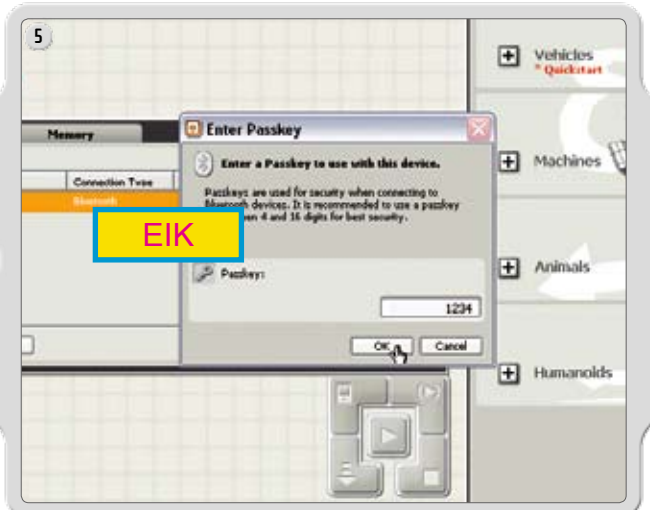 5
Vehicles
* Quickstart
Memory
Enter Passkey
Enter a Passkey to use with this device.
Machines
Connection Type
Bluetooth
Passkeys are used for security when connecting to
Bluetooth devices. It is recommended to use a passkey
en 4 and 16 digits for best security.
EIK
Passkey:
Animals
1234
OK
Cancel
Humanoids